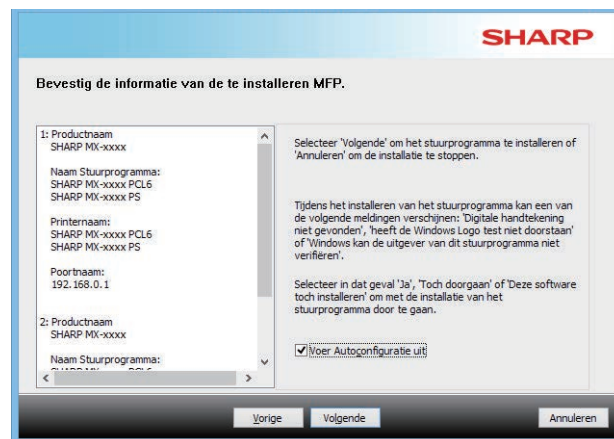 SHARP
Bevestig de informatie van de te installeren MFP.
1: Productnaam
SHARP MX-xxxx
Naam Stuurprogramma:
SHARP MX-xxxx PCL6
SHARP MX-xxxx PS
Printernaam:
SHARP MX-xxxx PCL6
SHARP MX-xxxx PS
Poortnaam:
192.168.0.1
2: Productnaam
SHARP MX-xxxx
Naam Stuurprogramma:
Selecteer 'Volgende' om het stuurprogramma te installeren of
'Annuleren' om de installatie te stoppen.
Tijdens het installeren van het stuurprogramma kan een van
de volgende meldingen verschijnen: 'Digitale handtekening
niet gevonden', 'heeft de Windows Logo test niet doorstaan'
of 'Windows kan de uitgever van dit stuurprogramma niet
verifiëren'.
Selecteer in dat geval 'Ja', 'Toch doorgaan' of 'Deze software
toch installeren' om met de installatie van het
stuurprogramma door te gaan.
Voer Autoconfiguratie uit
Vorige
Volgende
Annuleren